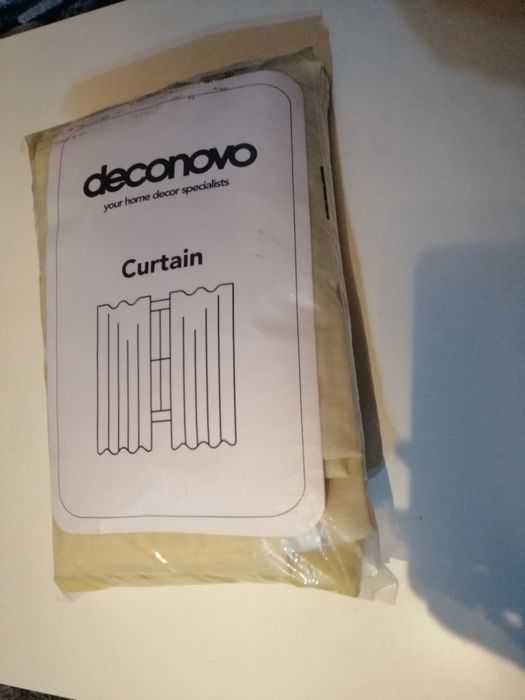 deconovo
your home decor specialists
Curtain